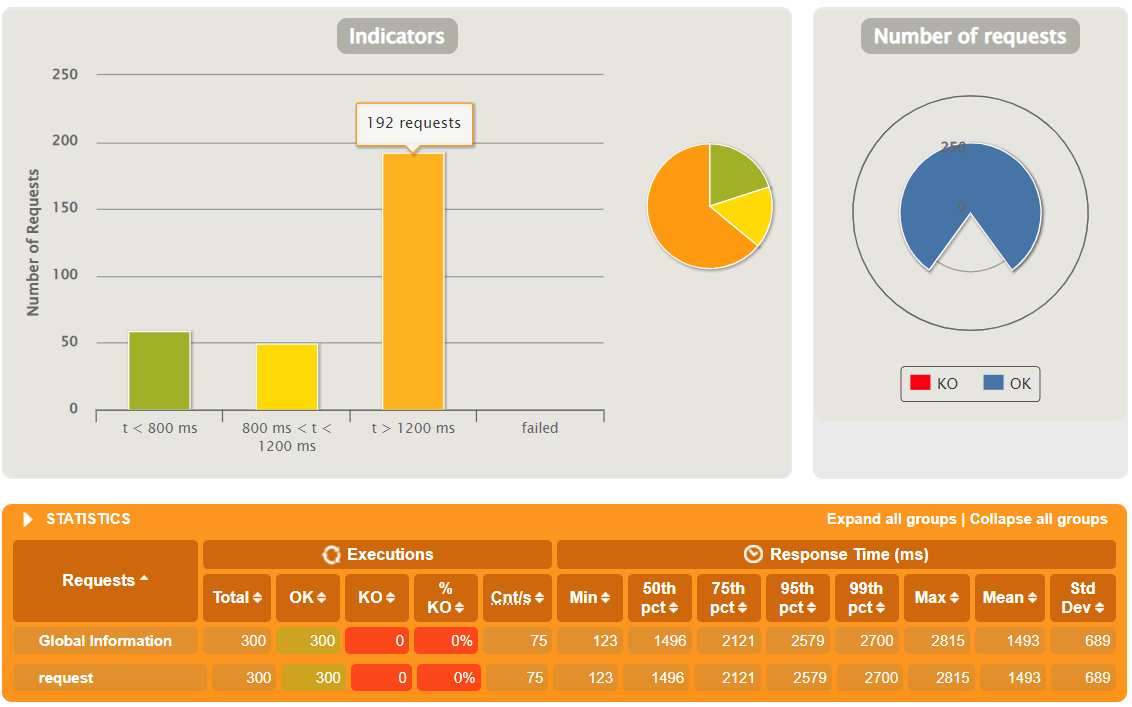 Indicators
Number of requests
250
200
150
100
50
0
Number of Requests
192 requests
t < 800 ms
800 ms < t <
1200 ms
t > 1200 ms
failed
250
0
KO
OK
STATISTICS
Expand all groups | Collapse all groups
Requests
Executions
Response Time (ms)
Total
OK
KO
%
KO
Cnt/s
Min
50th
pct
75th
pct
95th
pct
99th
pct
Max
Mean
Std
Dev
Global Information 300 300 0 0% 75 123 1496 2121 2579 2700 2815 1493 689
request 300 300 0 0% 75 123 1496 2121 2579 2700 2815 1493 689